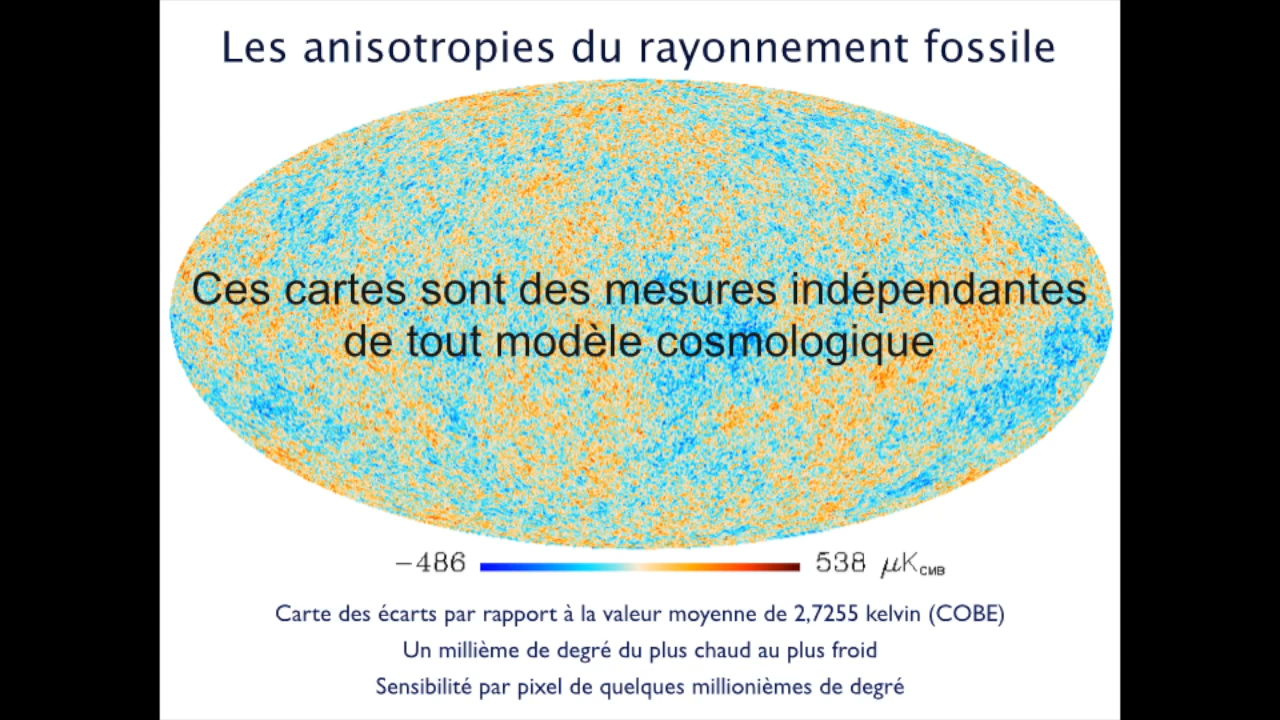 Les anisotropies du rayonnement fossile
Ces cartes sont des mesures indépendantes
de tout modèle cosmologique
−486 538 μK_CMB
Carte des écarts par rapport à la valeur moyenne de 2,7255 kelvin (COBE)
Un millième de degré du plus chaud au plus froid
Sensibilité par pixel de quelques millionièmes de degré